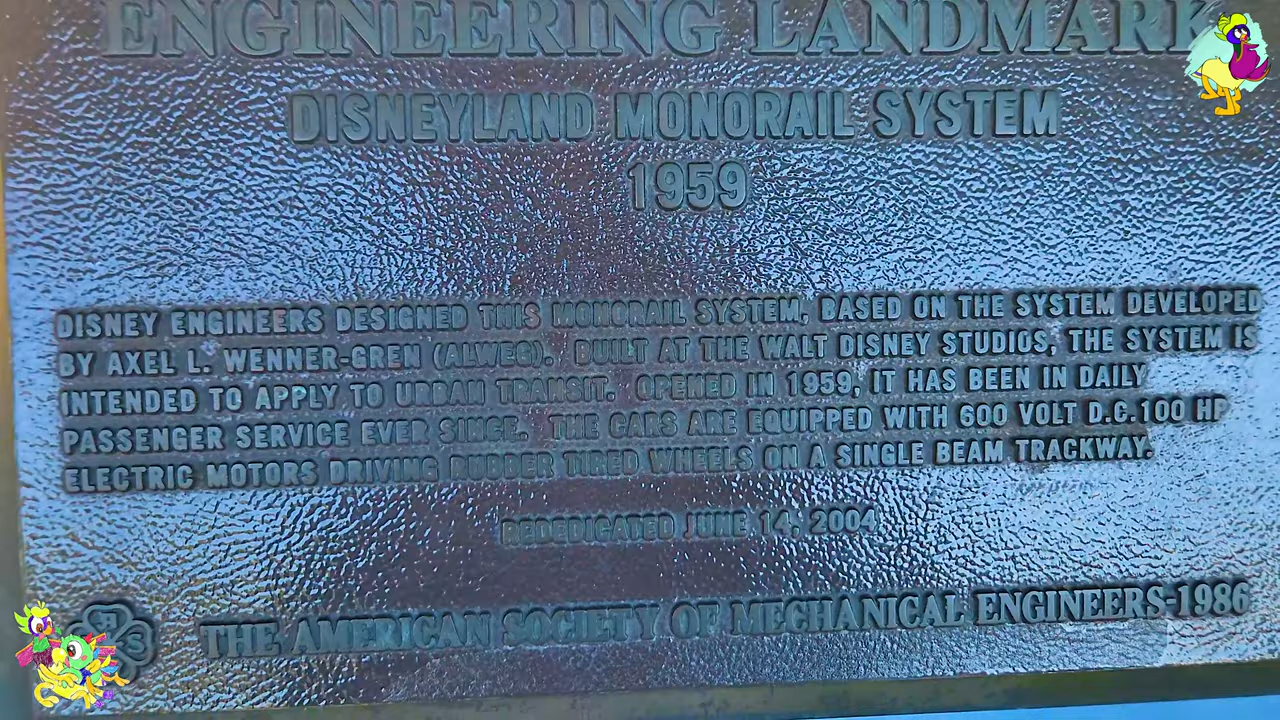 ENGINEERING LANDMARK
DISNEYLAND MONORAIL SYSTEM
1959
DISNEY ENGINEERS DESIGNED THIS MONORAIL SYSTEM, BASED ON THE SYSTEM DEVELOPED
BY AXEL L. WENNER-GREN (ALWEG). BUILT AT THE WALT DISNEY STUDIOS, THE SYSTEM IS
INTENDED TO APPLY TO URBAN TRANSIT. OPENED IN 1959, IT HAS BEEN IN DAILY
PASSENGER SERVICE EVER SINCE. THE CARS ARE EQUIPPED WITH 600 VOLT D.C.100 HP
ELECTRIC MOTORS DRIVING RUBBER TIRED WHEELS ON A SINGLE BEAM TRACKWAY.
REDEDICATED JUNE 14, 2004
THE AMERICAN SOCIETY OF MECHANICAL ENGINEERS-1986